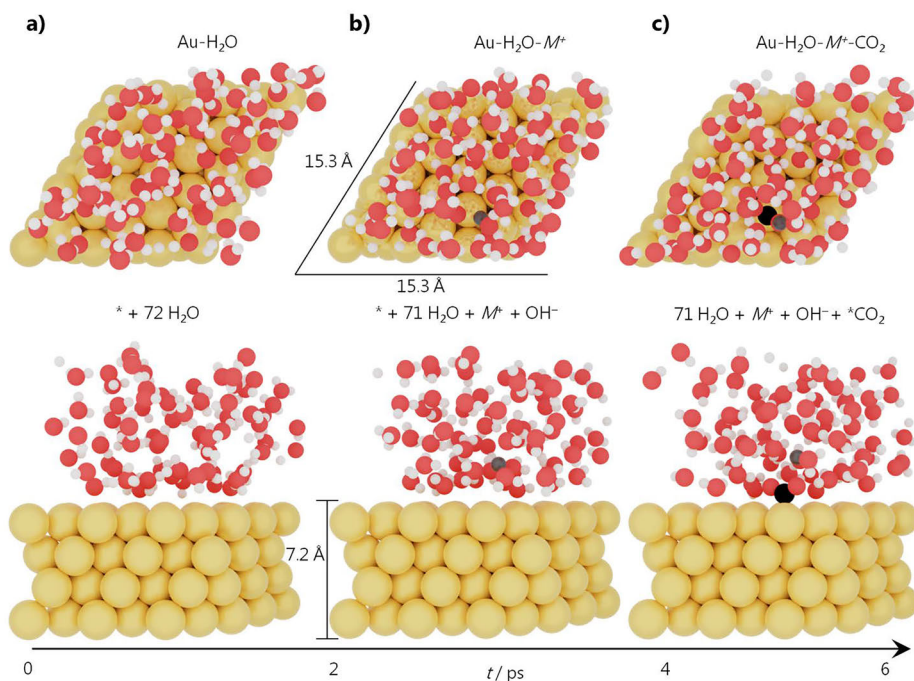 a)
b)
c)
Au-H₂O
Au-H₂O-M⁺
Au-H₂O-M⁺-CO₂
15.3 Å
15.3 Å
* + 72 H₂O
* + 71 H₂O + M⁺ + OH⁻
71 H₂O + M⁺ + OH⁻ + *CO₂
7.2 Å
0
2
4
6
t / ps